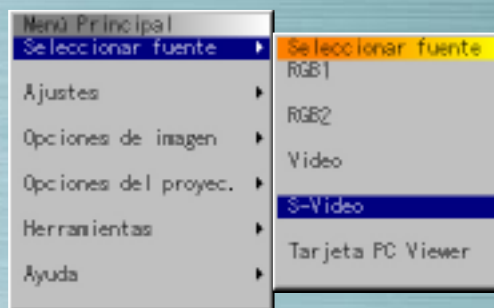 Menú Principal
Seleccionar fuente
Ajustes
Opciones de imagen
Opciones del proyec.
Herramientas
Ayuda
Seleccionar fuente
RGB1
RGB2
Video
S-Video
Tarjeta PC Viewer